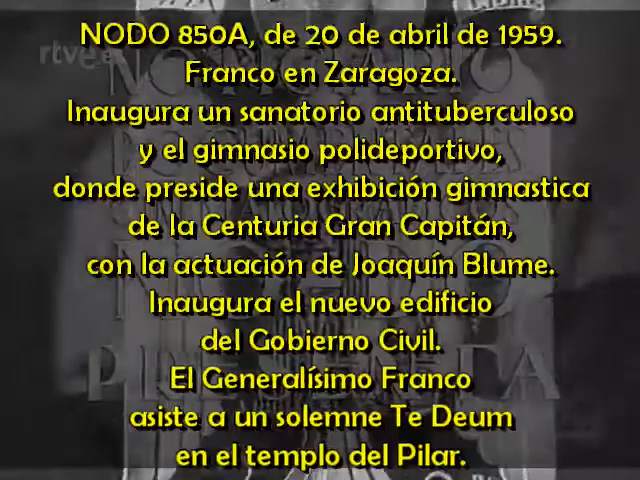 rtve.es
NODO 850A, de 20 de abril de 1959.
Franco en Zaragoza.
Inaugura un sanatorio antituberculoso
y el gimnasio polideportivo,
donde preside una exhibición gimnastica
de la Centuria Gran Capitán,
con la actuación de Joaquín Blume.
Inaugura el nuevo edificio
del Gobierno Civil.
El Generalísimo Franco
asiste a un solemne Te Deum
en el templo del Pilar.